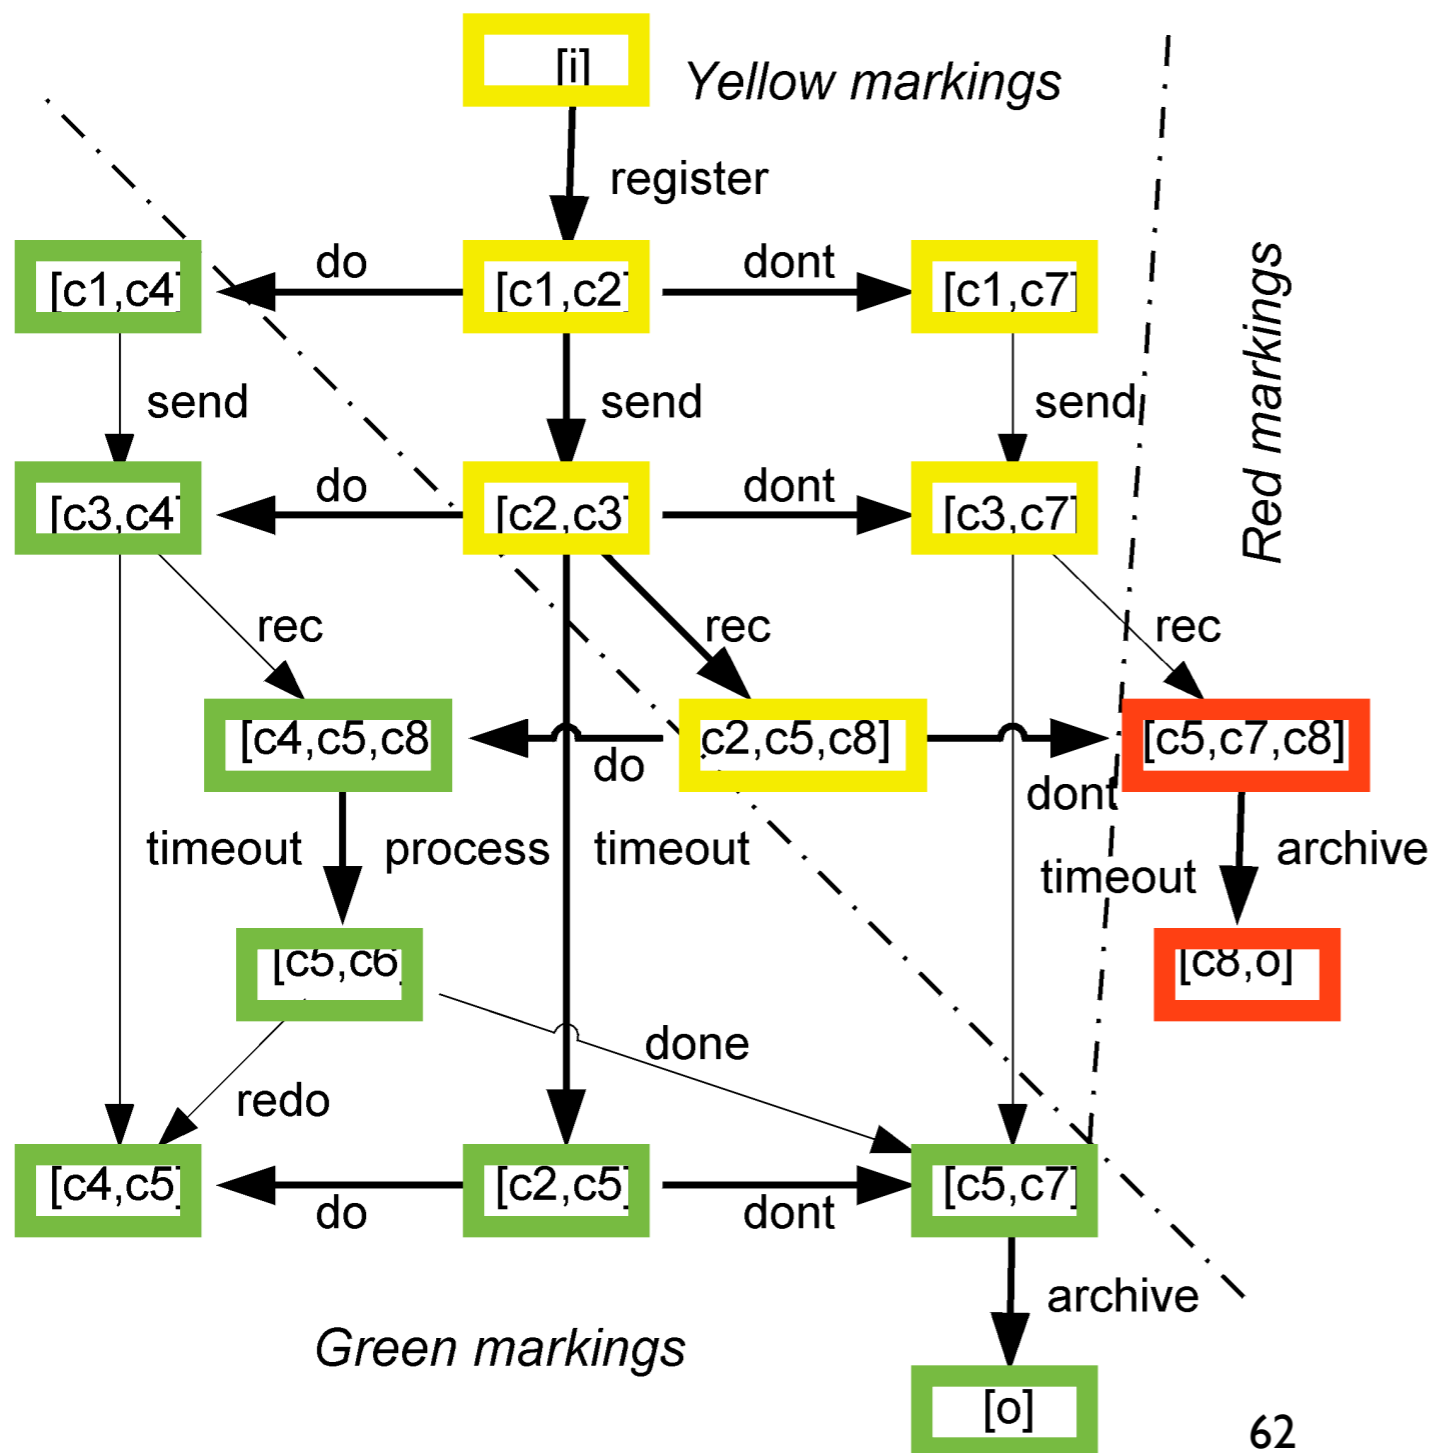 [i]
Yellow markings
register
[c1,c4]
do
[c1,c2]
dont
[c1,c7]
Red markings
send
send
send
[c3,c4]
do
[c2,c3]
dont
[c3,c7]
rec
rec
rec
[c4,c5,c8
do
c2,c5,c8]
dont
[c5,c7,c8]
timeout
process
timeout
timeout
archive
[c5,c6]
[c8,o]
done
redo
[c4,c5]
do
[c2,c5]
dont
[c5,c7]
archive
Green markings
[o]
62